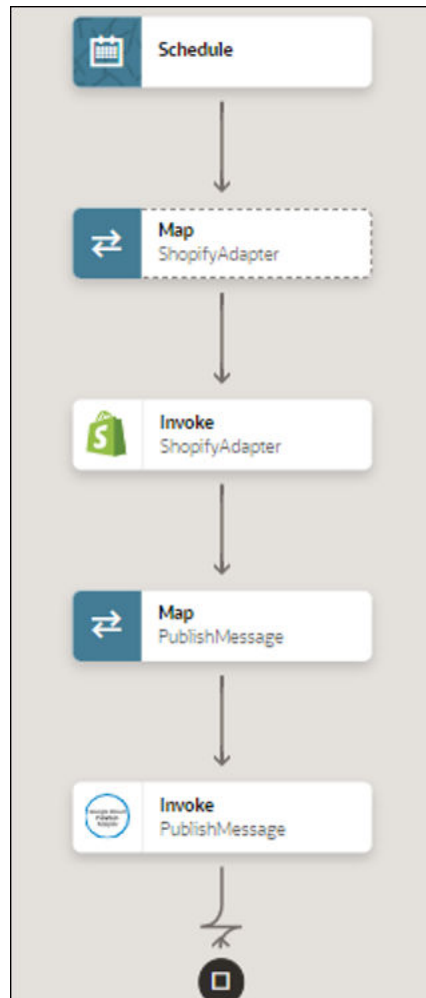 Schedule
Map
ShopifyAdapter
Invoke
ShopifyAdapter
Map
PublishMessage
Invoke
PublishMessage